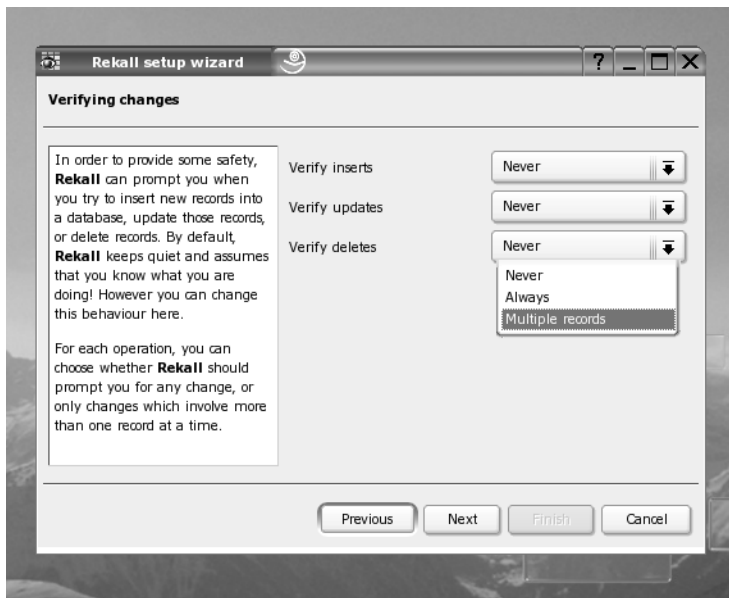 Rekall setup wizard
?
Verifying changes
In order to provide some safety,
Rekall can prompt you when
you try to insert new records into
a database, update those records,
or delete records. By default,
Rekall keeps quiet and assumes
that you know what you are
doing! However you can change
this behaviour here.
For each operation, you can
choose whether Rekall should
prompt you for any change, or
only changes which involve more
than one record at a time.
Verify inserts Never
Verify updates Never
Verify deletes Never
Never
Always
Multiple records
Previous Next Finish Cancel